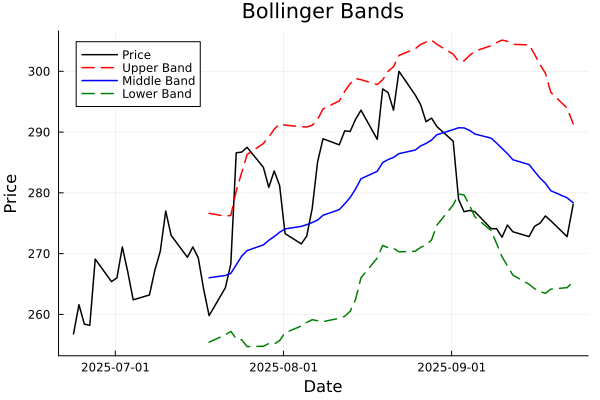 Bollinger Bands
Price
Upper Band
Middle Band
Lower Band
300
290
280
270
260
Price
2025-07-01
2025-08-01
2025-09-01
Date